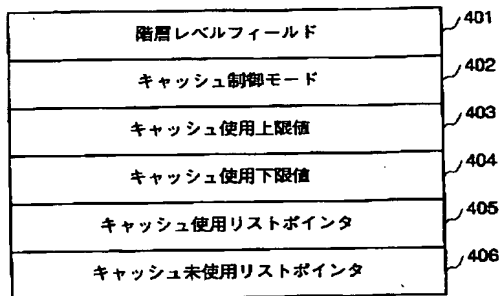 階層レベルフィールド 401
キャッシュ制御モード 402
キャッシュ使用上限値 403
キャッシュ使用下限値 404
キャッシュ使用リストポインタ 405
キャッシュ未使用リストポインタ 406